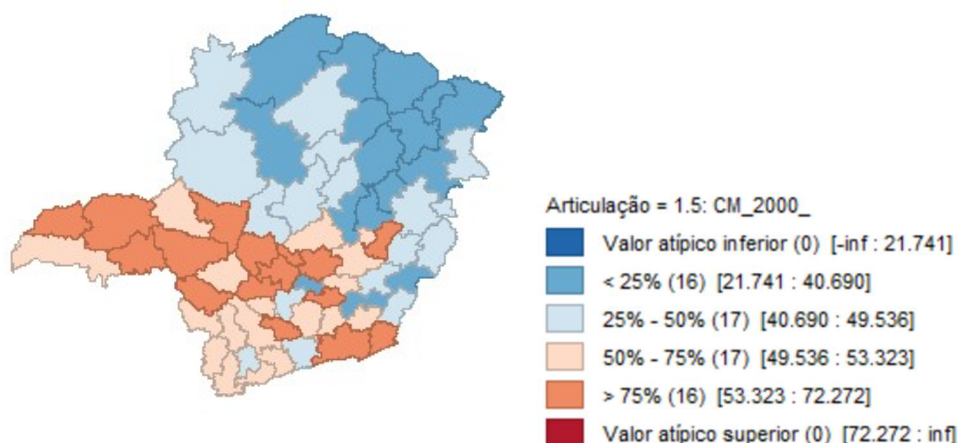 Articulação = 1.5: CM_2000_
Valor atípico inferior (0) [-inf : 21.741]
< 25% (16) [21.741 : 40.690]
25% - 50% (17) [40.690 : 49.536]
50% - 75% (17) [49.536 : 53.323]
> 75% (16) [53.323 : 72.272]
Valor atípico superior (0) [72.272 : inf]